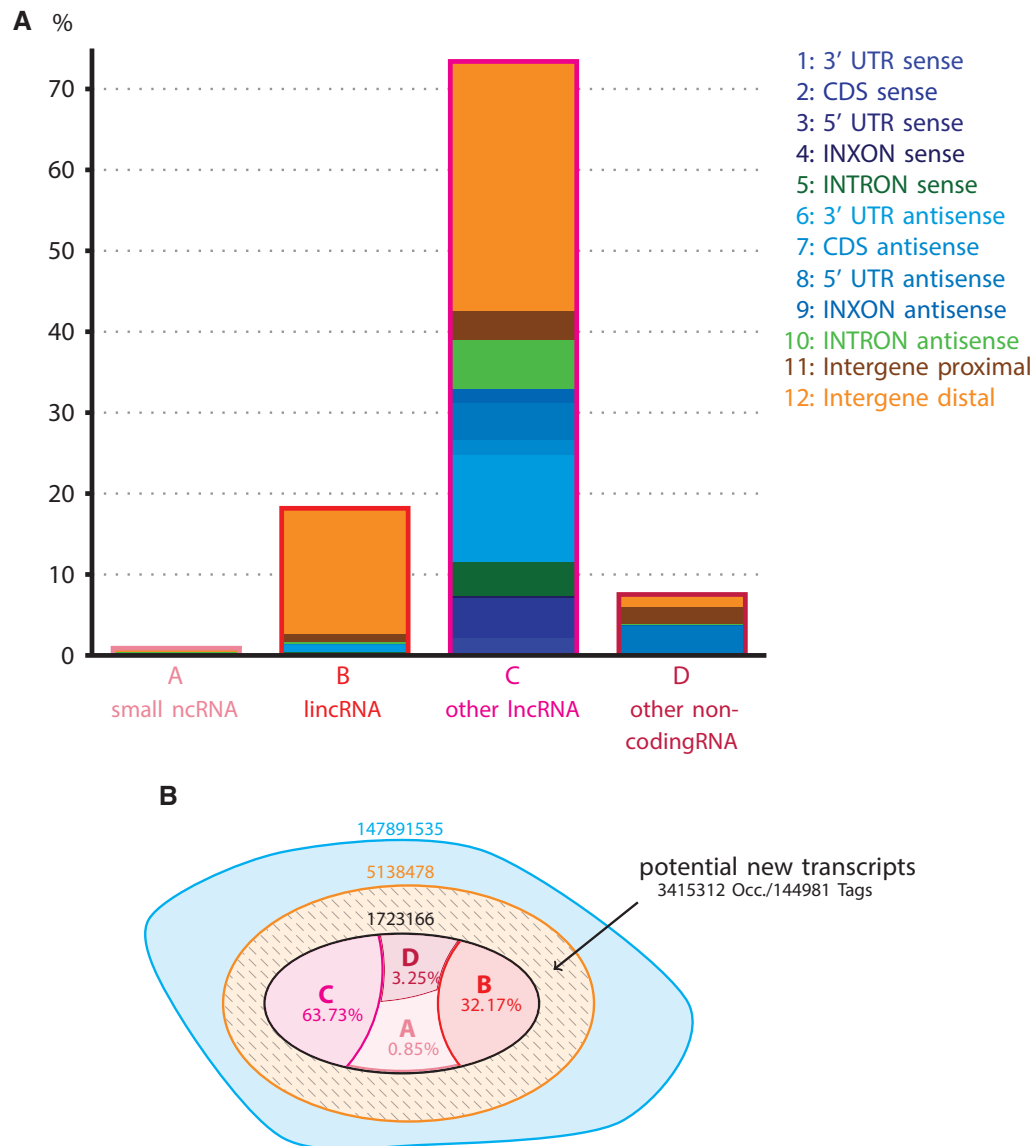 A %
70
60
50
40
30
20
10
0
1: 3' UTR sense
2: CDS sense
3: 5' UTR sense
4: INXON sense
5: INTRON sense
6: 3' UTR antisense
7: CDS antisense
8: 5' UTR antisense
9: INXON antisense
10: INTRON antisense
11: Intergene proximal
12: Intergene distal
A
small ncRNA
B
lincRNA
C
other lncRNA
D
other non-
codingRNA
B
147891535
5138478
1723166
potential new transcripts
3415312 Occ./144981 Tags
D
3.25%
C
63.73%
B
32.17%
A
0.85%